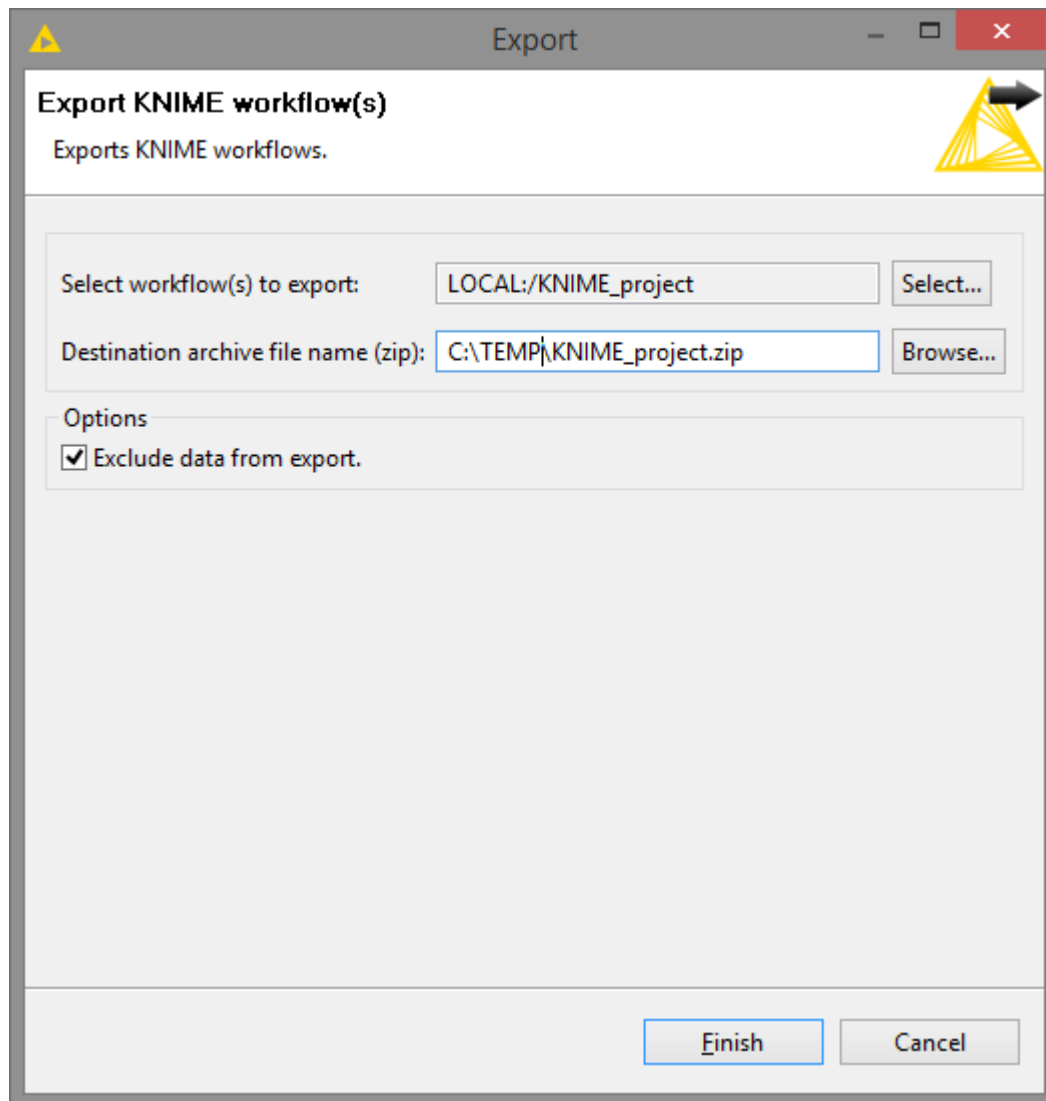 Export
Export KNIME workflow(s)
Exports KNIME workflows.
Select workflow(s) to export: LOCAL:/KNIME_project Select...
Destination archive file name (zip): C:\TEMP\KNIME_project.zip Browse...
Options
Exclude data from export.
Finish Cancel